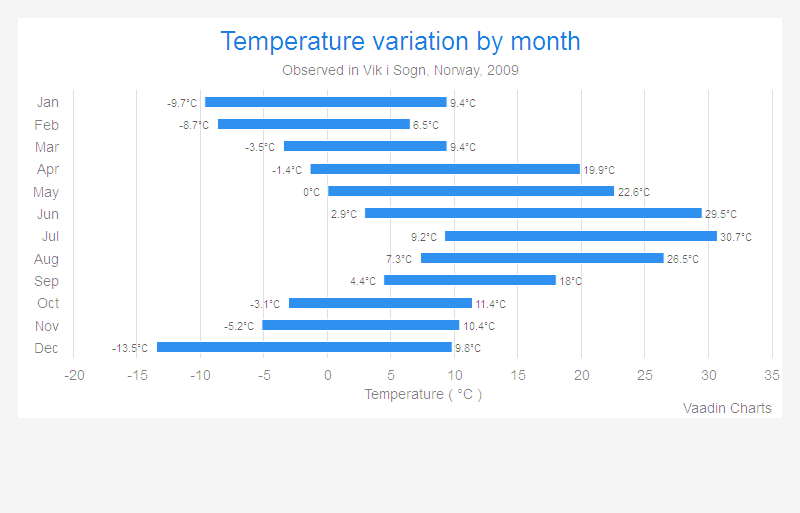 Temperature variation by month
Observed in Vik i Sogn, Norway, 2009
Jan -9.7°C 9.4°C
Feb -8.7°C 6.5°C
Mar -3.5°C 9.4°C
Apr -1.4°C 19.9°C
May 0°C 22.6°C
Jun 2.9°C 29.5°C
Jul 9.2°C 30.7°C
Aug 7.3°C 26.5°C
Sep 4.4°C 18°C
Oct -3.1°C 11.4°C
Nov -5.2°C 10.4°C
Dec -13.5°C 9.8°C
-20 -15 -10 -5 0 5 10 15 20 25 30 35
Temperature ( °C )
Vaadin Charts